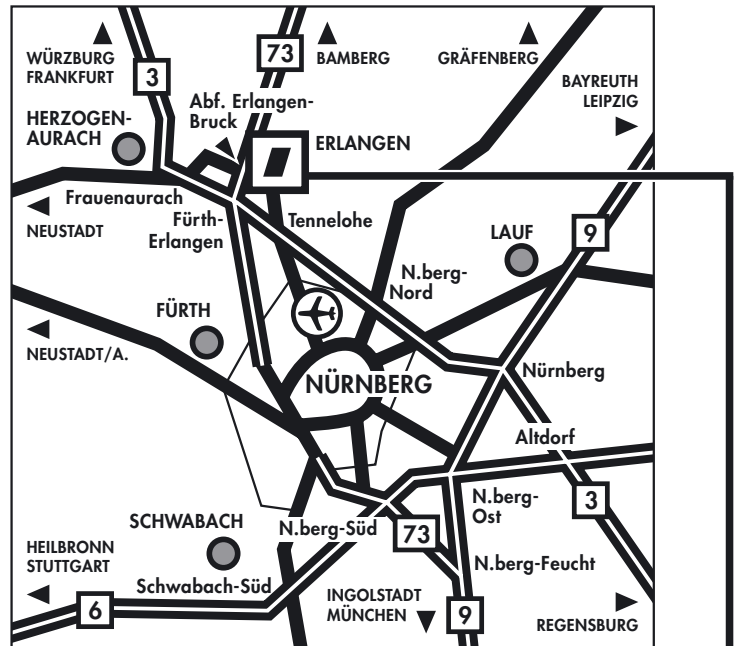 WÜRZBURG
FRANKFURT
3
73
BAMBERG
GRÄFENBERG
BAYREUTH
LEIPZIG
HERZOGEN-
AURACH
Abf. Erlangen-
Bruck
ERLANGEN
Frauenaurach
NEUSTADT
Fürth-
Erlangen
Tennelohe
LAUF
9
N.berg-
Nord
FÜRTH
NEUSTADT/A.
NÜRNBERG
Nürnberg
Altdorf
3
N.berg-
Ost
SCHWABACH
N.berg-Süd
73
HEILBRONN
STUTTGART
Schwabach-Süd
N.berg-Feucht
INGOLSTADT
MÜNCHEN
6
9
REGENSBURG